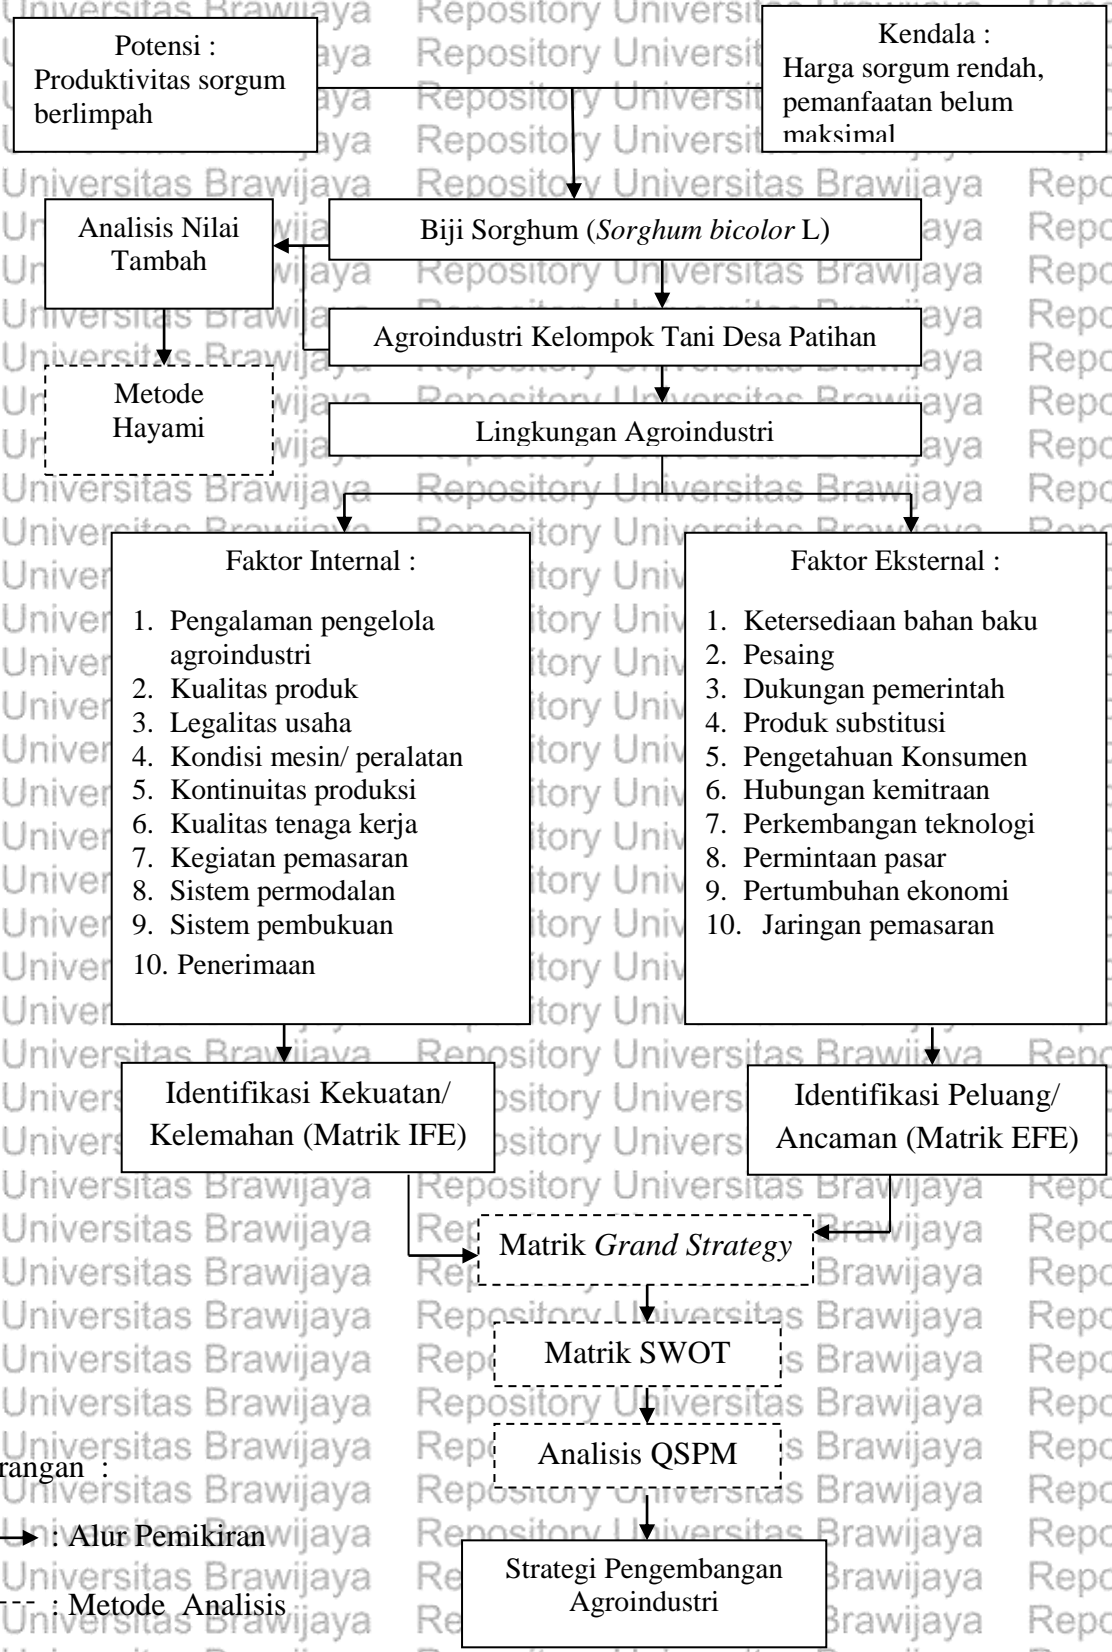 Potensi :
Produktivitas sorgum
berlimpah
Kendala :
Harga sorgum rendah,
pemanfaatan belum
maksimal
Analisis Nilai
Tambah
Biji Sorghum (Sorghum bicolor L)
Agroindustri Kelompok Tani Desa Patihan
Metode
Hayami
Lingkungan Agroindustri
Faktor Internal :
1. Pengalaman pengelola
agroindustri
2. Kualitas produk
3. Legalitas usaha
4. Kondisi mesin/ peralatan
5. Kontinuitas produksi
6. Kualitas tenaga kerja
7. Kegiatan pemasaran
8. Sistem permodalan
9. Sistem pembukuan
10. Penerimaan
Faktor Eksternal :
1. Ketersediaan bahan baku
2. Pesaing
3. Dukungan pemerintah
4. Produk substitusi
5. Pengetahuan Konsumen
6. Hubungan kemitraan
7. Perkembangan teknologi
8. Permintaan pasar
9. Pertumbuhan ekonomi
10. Jaringan pemasaran
Identifikasi Kekuatan/
Kelemahan (Matrik IFE)
Identifikasi Peluang/
Ancaman (Matrik EFE)
Matrik Grand Strategy
Matrik SWOT
Analisis QSPM
Strategi Pengembangan
Agroindustri
rangan :
: Alur Pemikiran
: Metode Analisis
Repository Universitas Brawijaya